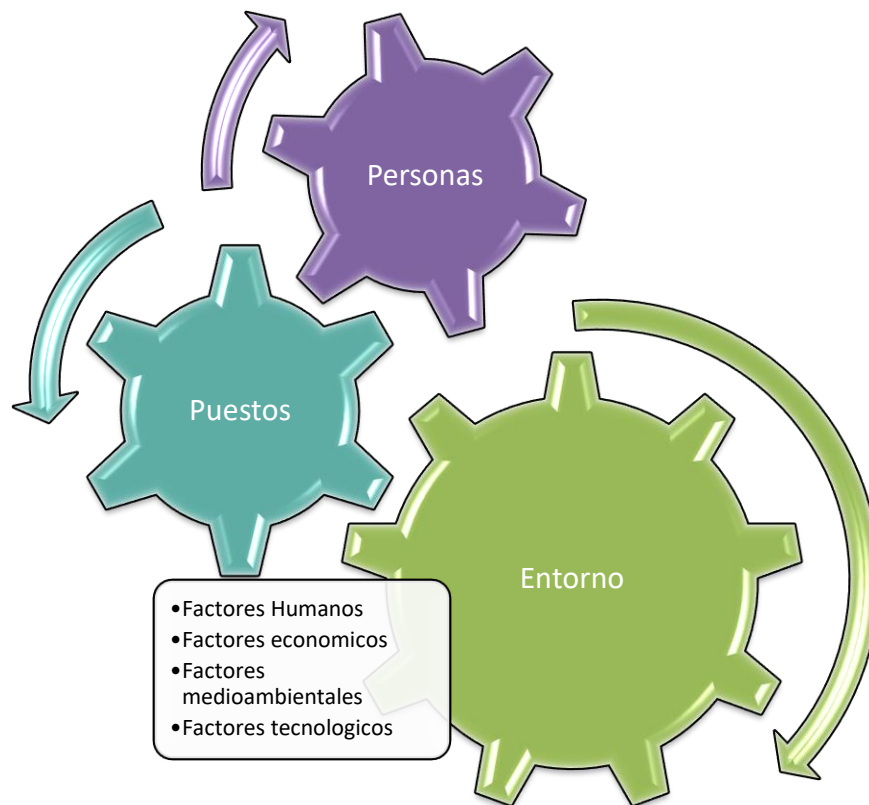 Personas
Puestos
Entorno
•Factores Humanos
•Factores economicos
•Factores
medioambientales
•Factores tecnologicos